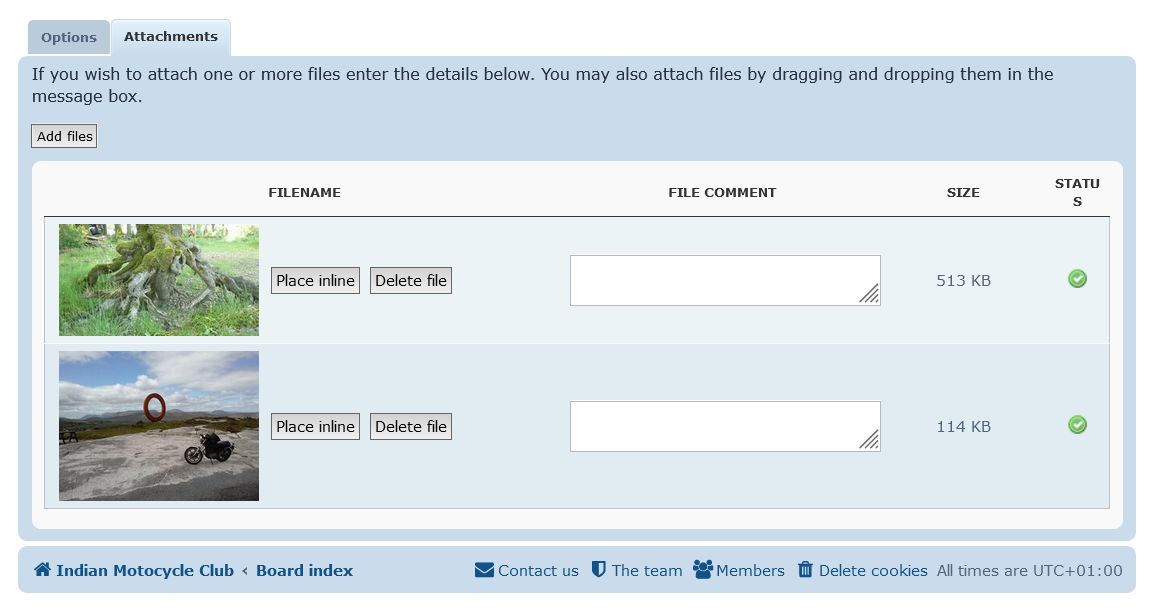 Options Attachments
If you wish to attach one or more files enter the details below. You may also attach files by dragging and dropping them in the
message box.
Add files
FILENAME FILE COMMENT SIZE STATU
S
Place inline Delete file 513 KB
Place inline Delete file 114 KB
Indian Motocycle Club ‹ Board index Contact us The team Members Delete cookies All times are UTC+01:00